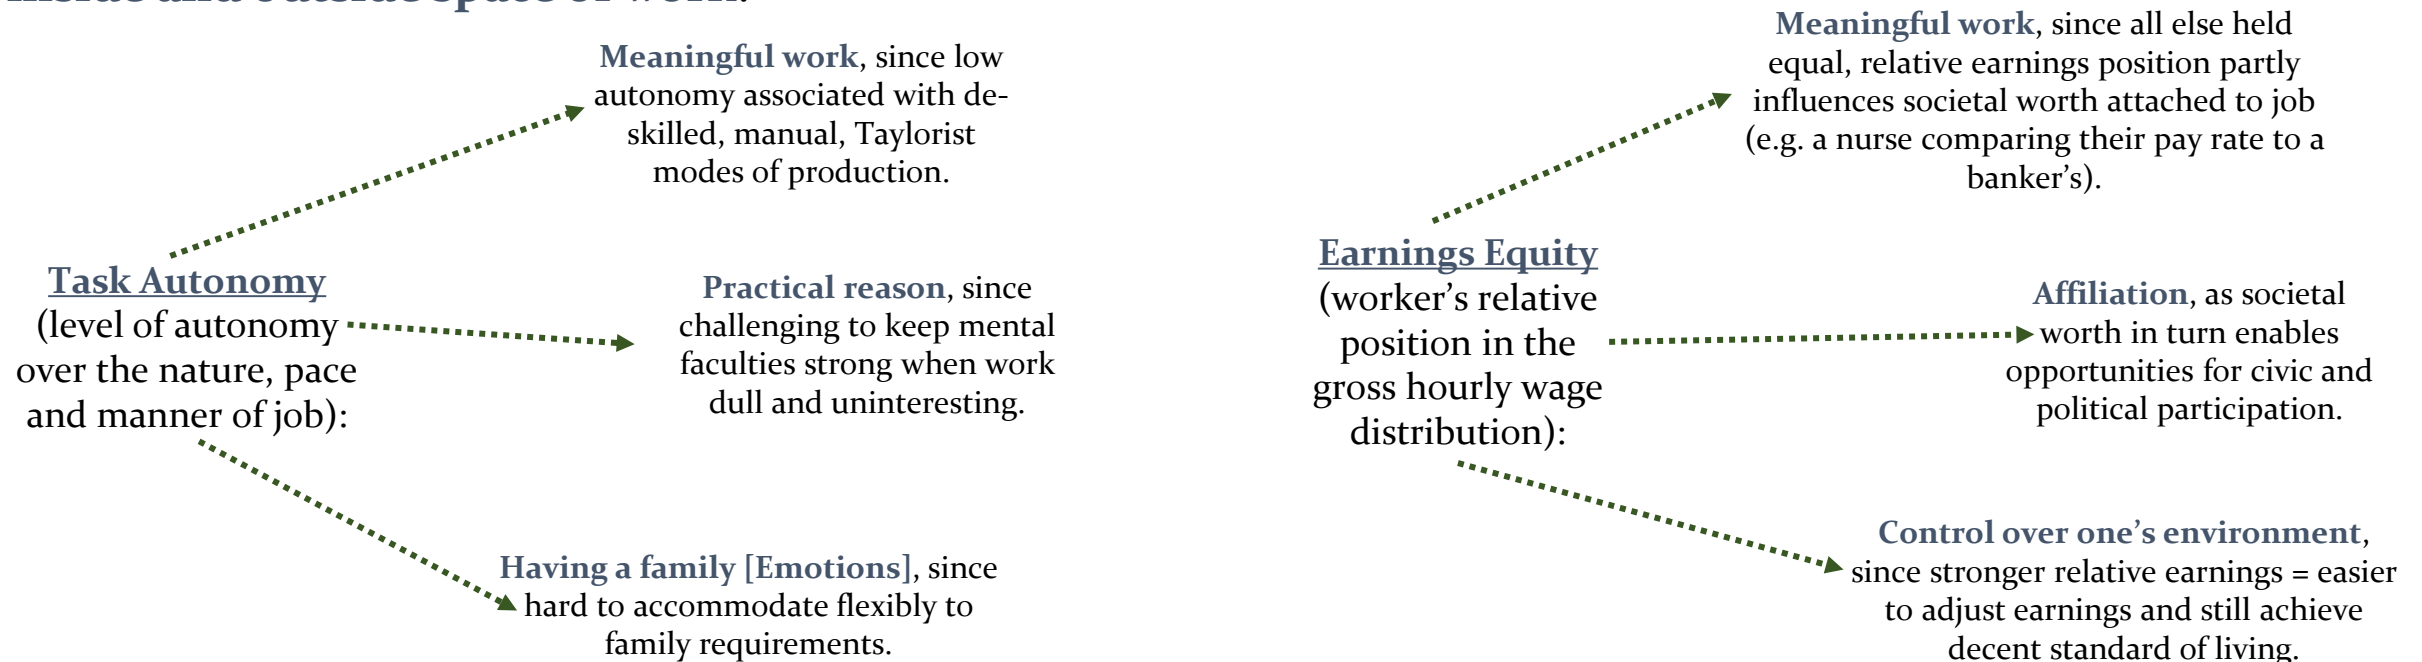 inside and outside space of work:
Meaningful work, since low
autonomy associated with de-
skilled, manual, Taylorist
modes of production.
Task Autonomy
(level of autonomy
over the nature, pace
and manner of job):
Practical reason, since
challenging to keep mental
faculties strong when work
dull and uninteresting.
Having a family [Emotions], since
hard to accommodate flexibly to
family requirements.
Meaningful work, since all else held
equal, relative earnings position partly
influences societal worth attached to job
(e.g. a nurse comparing their pay rate to a
banker’s).
Earnings Equity
(worker’s relative
position in the
gross hourly wage
distribution):
Affiliation, as societal
worth in turn enables
opportunities for civic and
political participation.
Control over one’s environment,
since stronger relative earnings = easier
to adjust earnings and still achieve
decent standard of living.